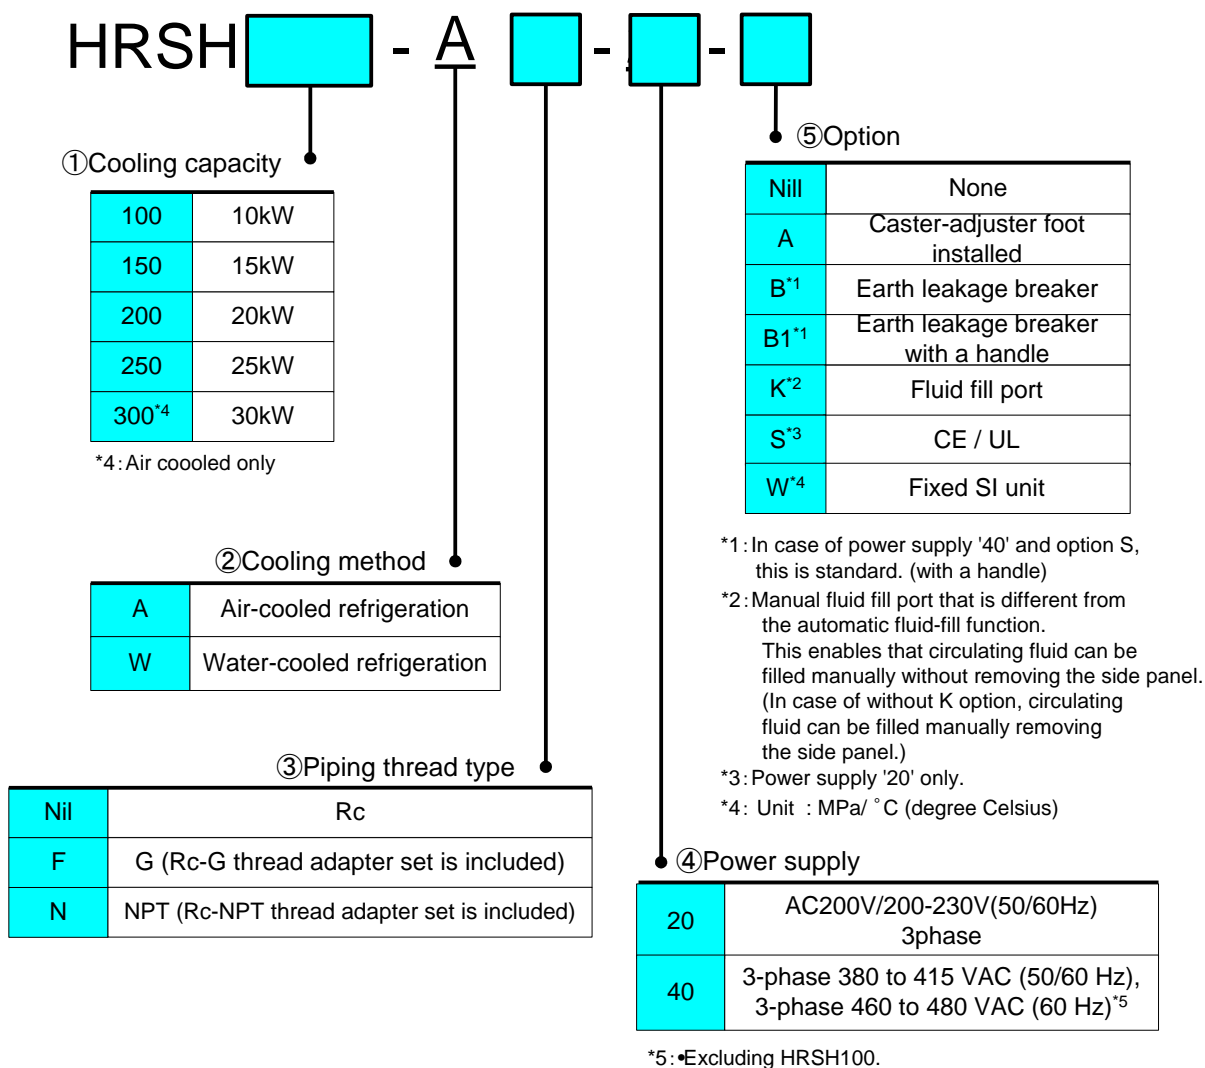 HRSH - A - -
①Cooling capacity
100 10kW
150 15kW
200 20kW
250 25kW
300*4 30kW
*4:Air coooled only
②Cooling method
A Air-cooled refrigeration
W Water-cooled refrigeration
③Piping thread type
Nil Rc
F G (Rc-G thread adapter set is included)
N NPT (Rc-NPT thread adapter set is included)
⑤Option
Nill None
A Caster-adjuster foot
installed
B*1 Earth leakage breaker
B1*1 Earth leakage breaker
with a handle
K*2 Fluid fill port
S*3 CE / UL
W*4 Fixed SI unit
*1:In case of power supply '40' and option S,
this is standard. (with a handle)
*2:Manual fluid fill port that is different from
the automatic fluid-fill function.
This enables that circulating fluid can be
filled manually without removing the side panel.
(In case of without K option, circulating
fluid can be filled manually removing
the side panel.)
*3:Power supply '20' only.
*4: Unit : MPa/ °C (degree Celsius)
④Power supply
20 AC200V/200-230V(50/60Hz)
3phase
40 3-phase 380 to 415 VAC (50/60 Hz),
3-phase 460 to 480 VAC (60 Hz)*5
*5:•Excluding HRSH100.